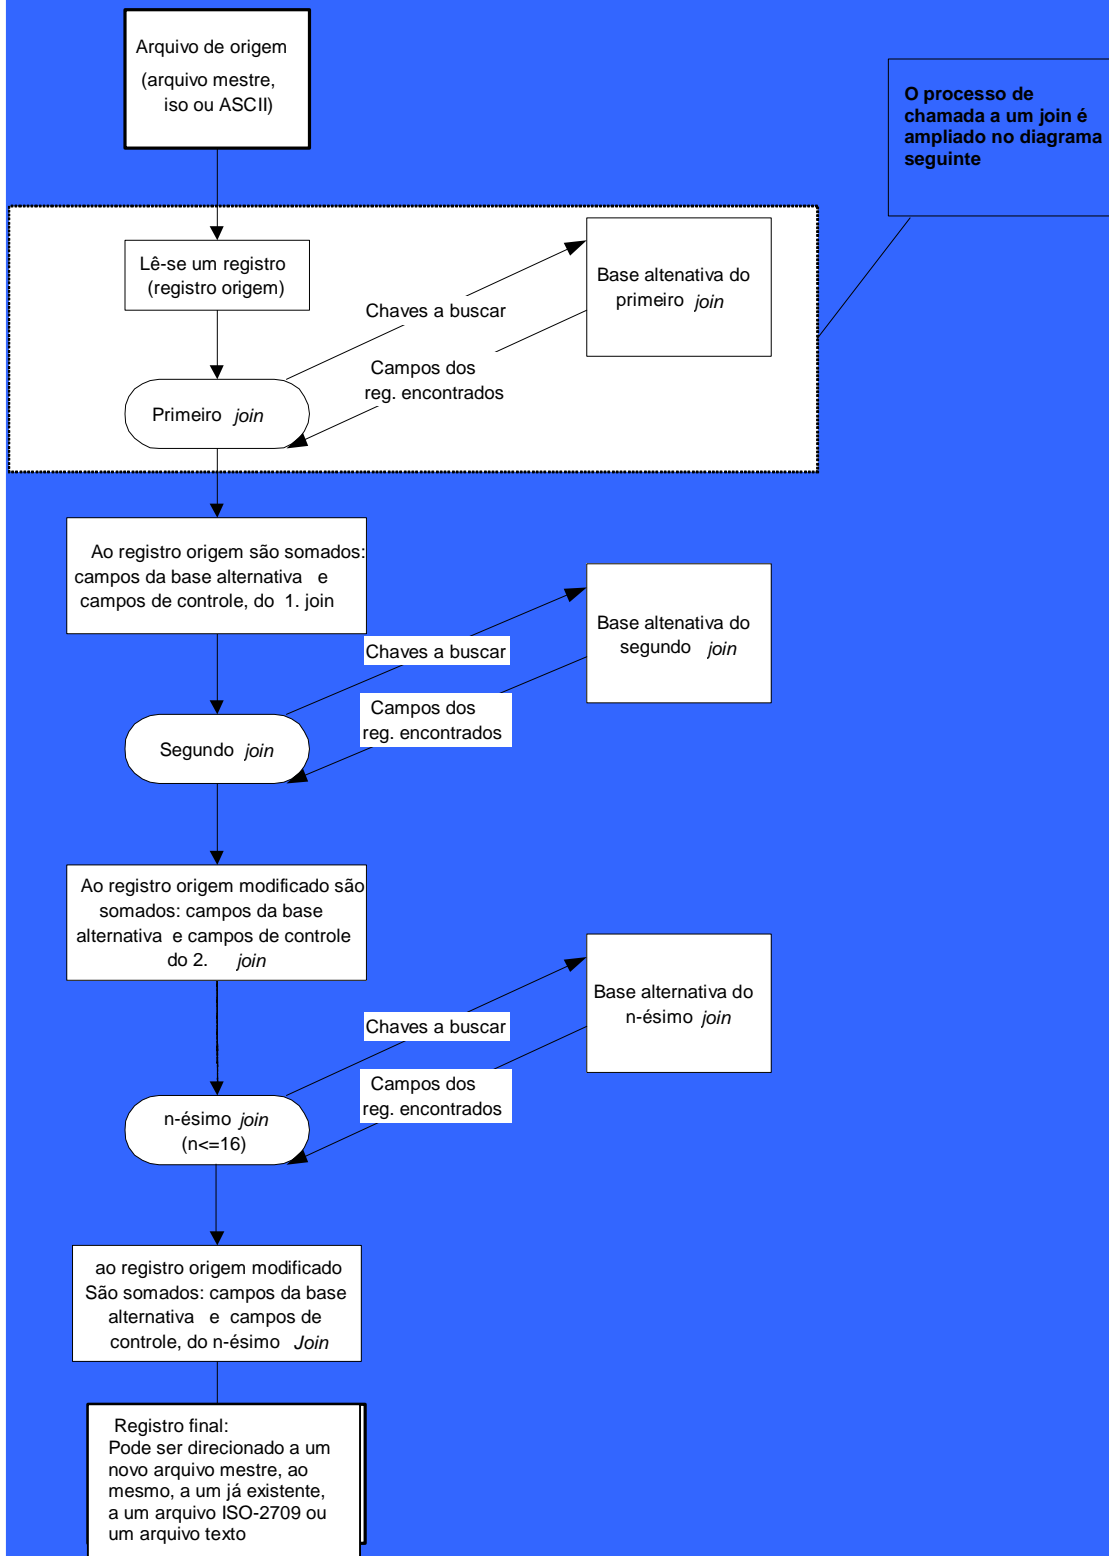 Arquivo de origem
(arquivo mestre,
iso ou ASCII)
O processo de
chamada a um join é
ampliado no diagrama
seguinte
Lê-se um registro
(registro origem)
Base altenativa do
primeiro join
Chaves a buscar
Campos dos
reg. encontrados
Primeiro join
Ao registro origem são somados:
campos da base alternativa e
campos de controle, do 1. join
Base altenativa do
segundo join
Chaves a buscar
Campos dos
reg. encontrados
Segundo join
Ao registro origem modificado são
somados: campos da base
alternativa e campos de controle
do 2. join
Base alternativa do
n-ésimo join
Chaves a buscar
Campos dos
reg. encontrados
n-ésimo join
(n<=16)
ao registro origem modificado
São somados: campos da base
alternativa e campos de
controle, do n-ésimo Join
Registro final:
Pode ser direcionado a um
novo arquivo mestre, ao
mesmo, a um já existente,
a um arquivo ISO-2709 ou
um arquivo texto